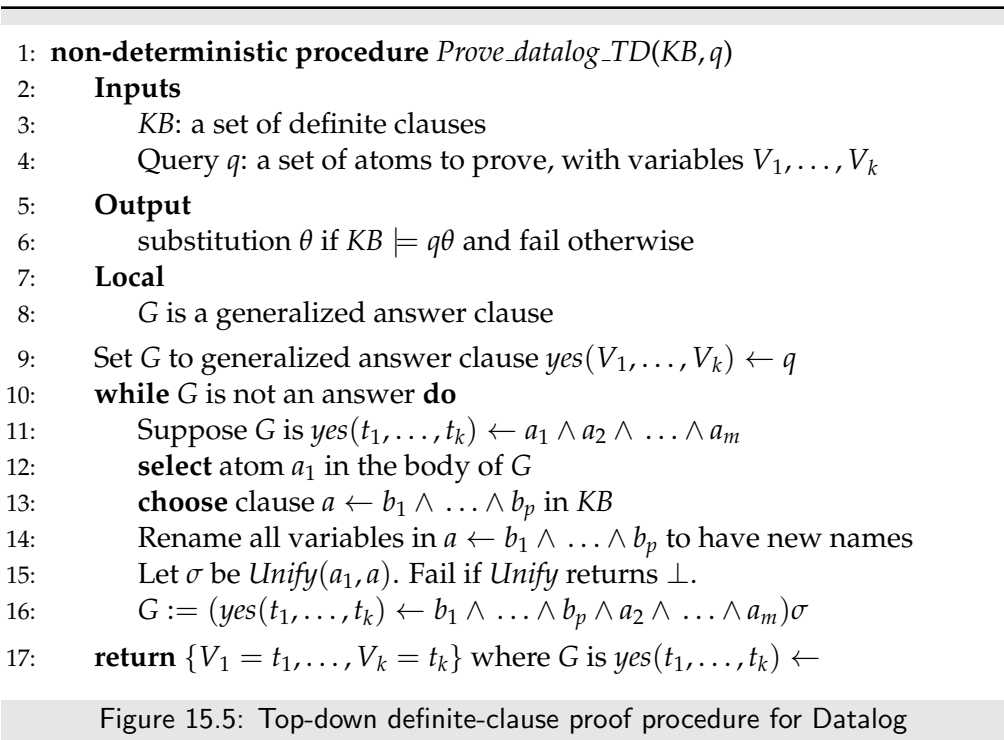 1: non-deterministic procedure Prove_datalog_TD(KB, q)
2: Inputs
3: KB: a set of definite clauses
4: Query q: a set of atoms to prove, with variables V₁, . . . , Vₖ
5: Output
6: substitution θ if KB ⊨ qθ and fail otherwise
7: Local
8: G is a generalized answer clause
9: Set G to generalized answer clause yes(V₁, . . . , Vₖ) ← q
10: while G is not an answer do
11: Suppose G is yes(t₁, . . . , tₖ) ← a₁ ∧ a₂ ∧ . . . ∧ aₘ
12: select atom a₁ in the body of G
13: choose clause a ← b₁ ∧ . . . ∧ bₚ in KB
14: Rename all variables in a ← b₁ ∧ . . . ∧ bₚ to have new names
15: Let σ be Unify(a₁, a). Fail if Unify returns ⊥.
16: G := (yes(t₁, . . . , tₖ) ← b₁ ∧ . . . ∧ bₚ ∧ a₂ ∧ . . . ∧ aₘ)σ
17: return {V₁ = t₁, . . . , Vₖ = tₖ} where G is yes(t₁, . . . , tₖ) ←
Figure 15.5: Top-down definite-clause proof procedure for Datalog